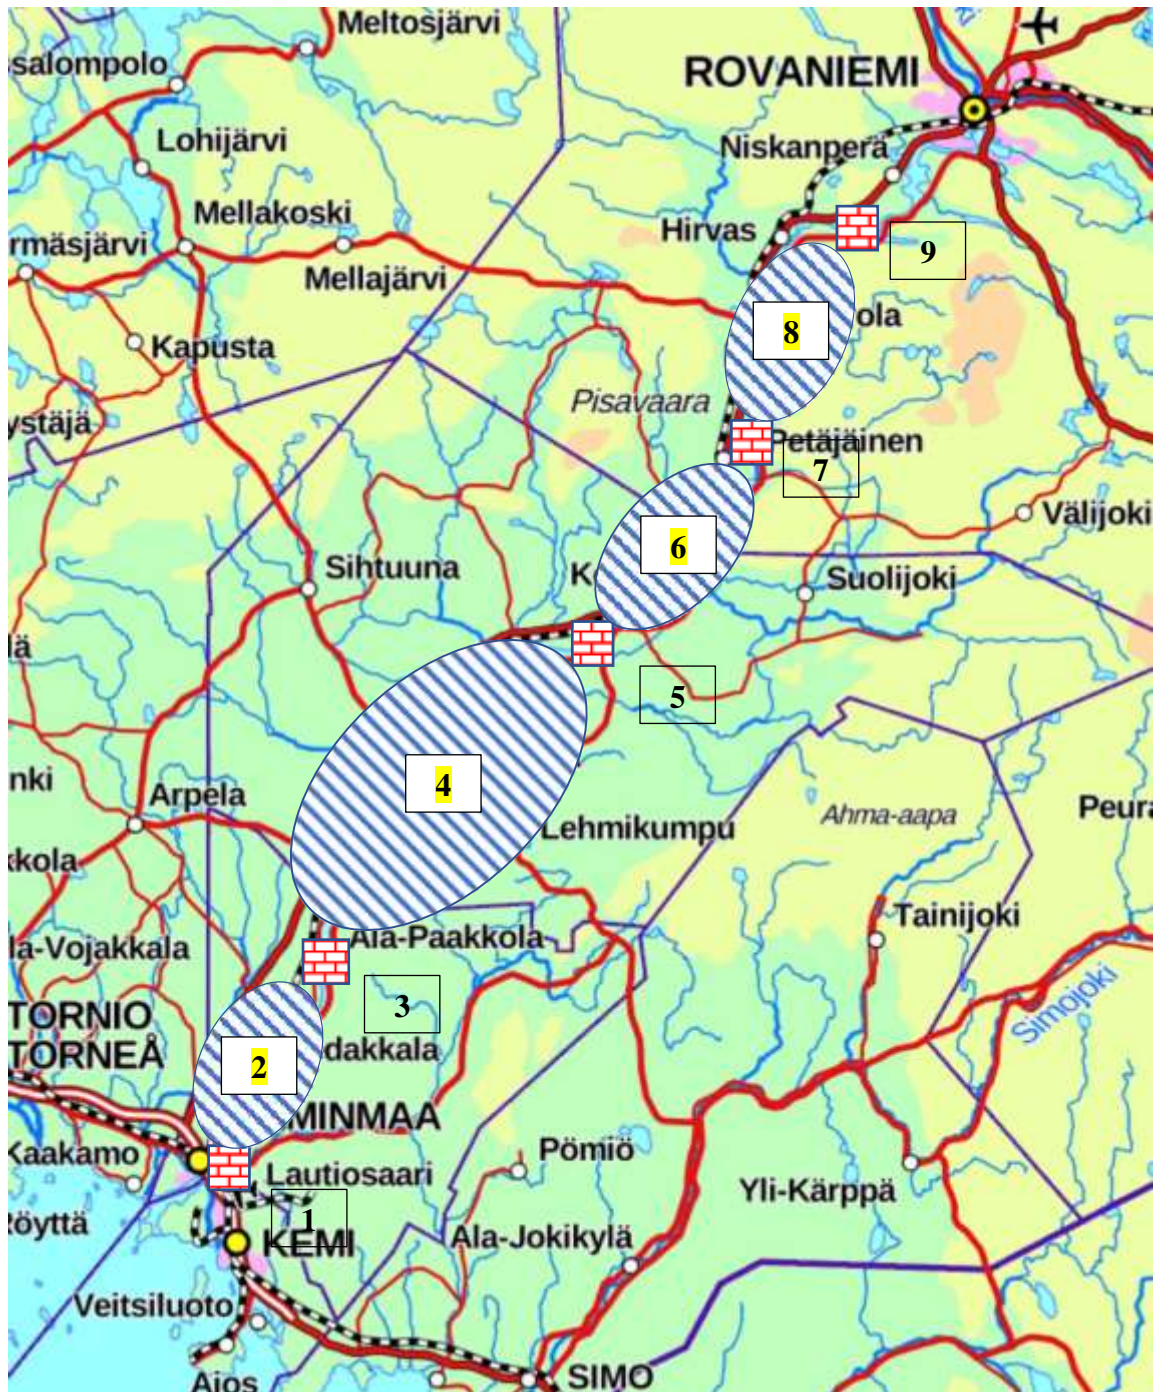 Meltosjärvi
salompolo
ROVANIEMI
Lohijärvi
Niskanperä
Mellakoski
Hirvas
rmäsjärvi
9
Mellajärvi
8
ola
Kapusta
Pisavaara
ystäjä
Petäjäinen
7
Välijoki
6
Sihtuuna
K
Suolijoki
lä
5
nki
4
Arpela
Lehmikumpu
Ahma-aapa
Peura
kkola
Tainijoki
la-Vojakkala
Ala-Paakkola
3
Simojoki
TORNIO
TORNEÅ
2
dakkala
MINMAA
Kaakamo
Pömiö
Lautiosaari
Yli-Kärppä
1
Röyttä
KEMI
Ala-Jokikylä
Veitsiluoto
SIMO
Ajos